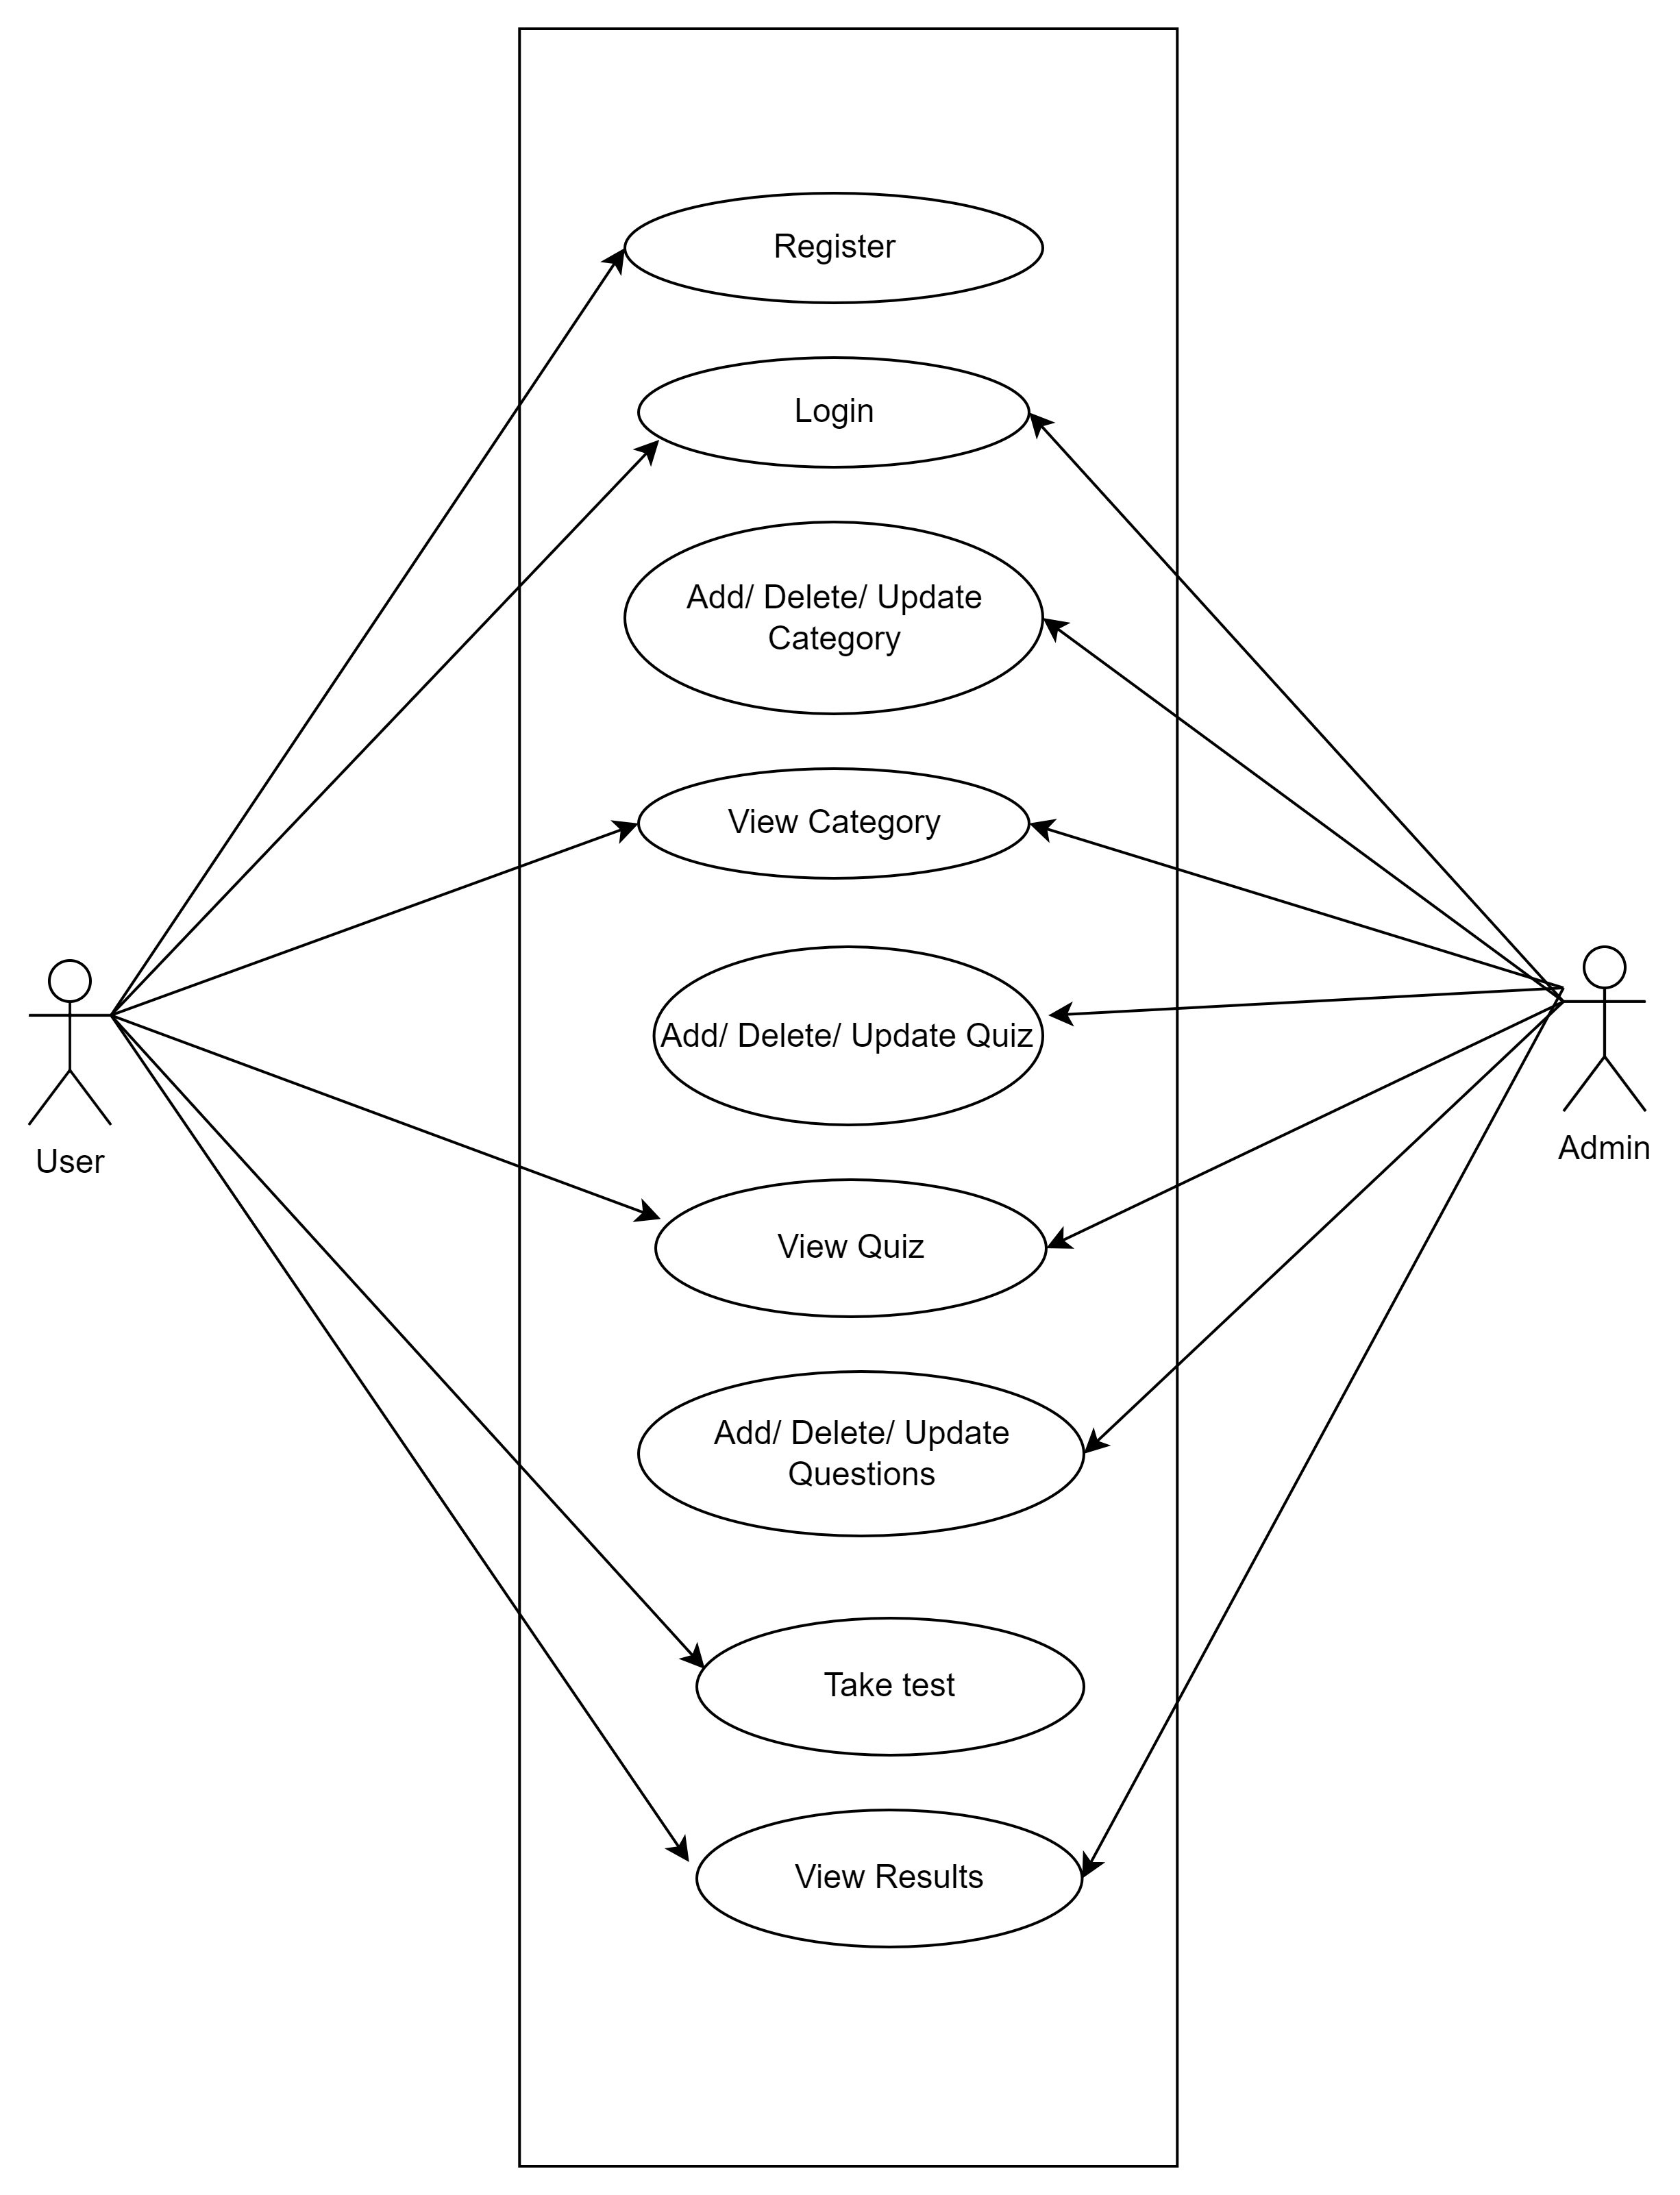 Register
Login
Add/ Delete/ Update
Category
View Category
Add/ Delete/ Update Quiz
User
Admin
View Quiz
Add/ Delete/ Update
Questions
Take test
View Results